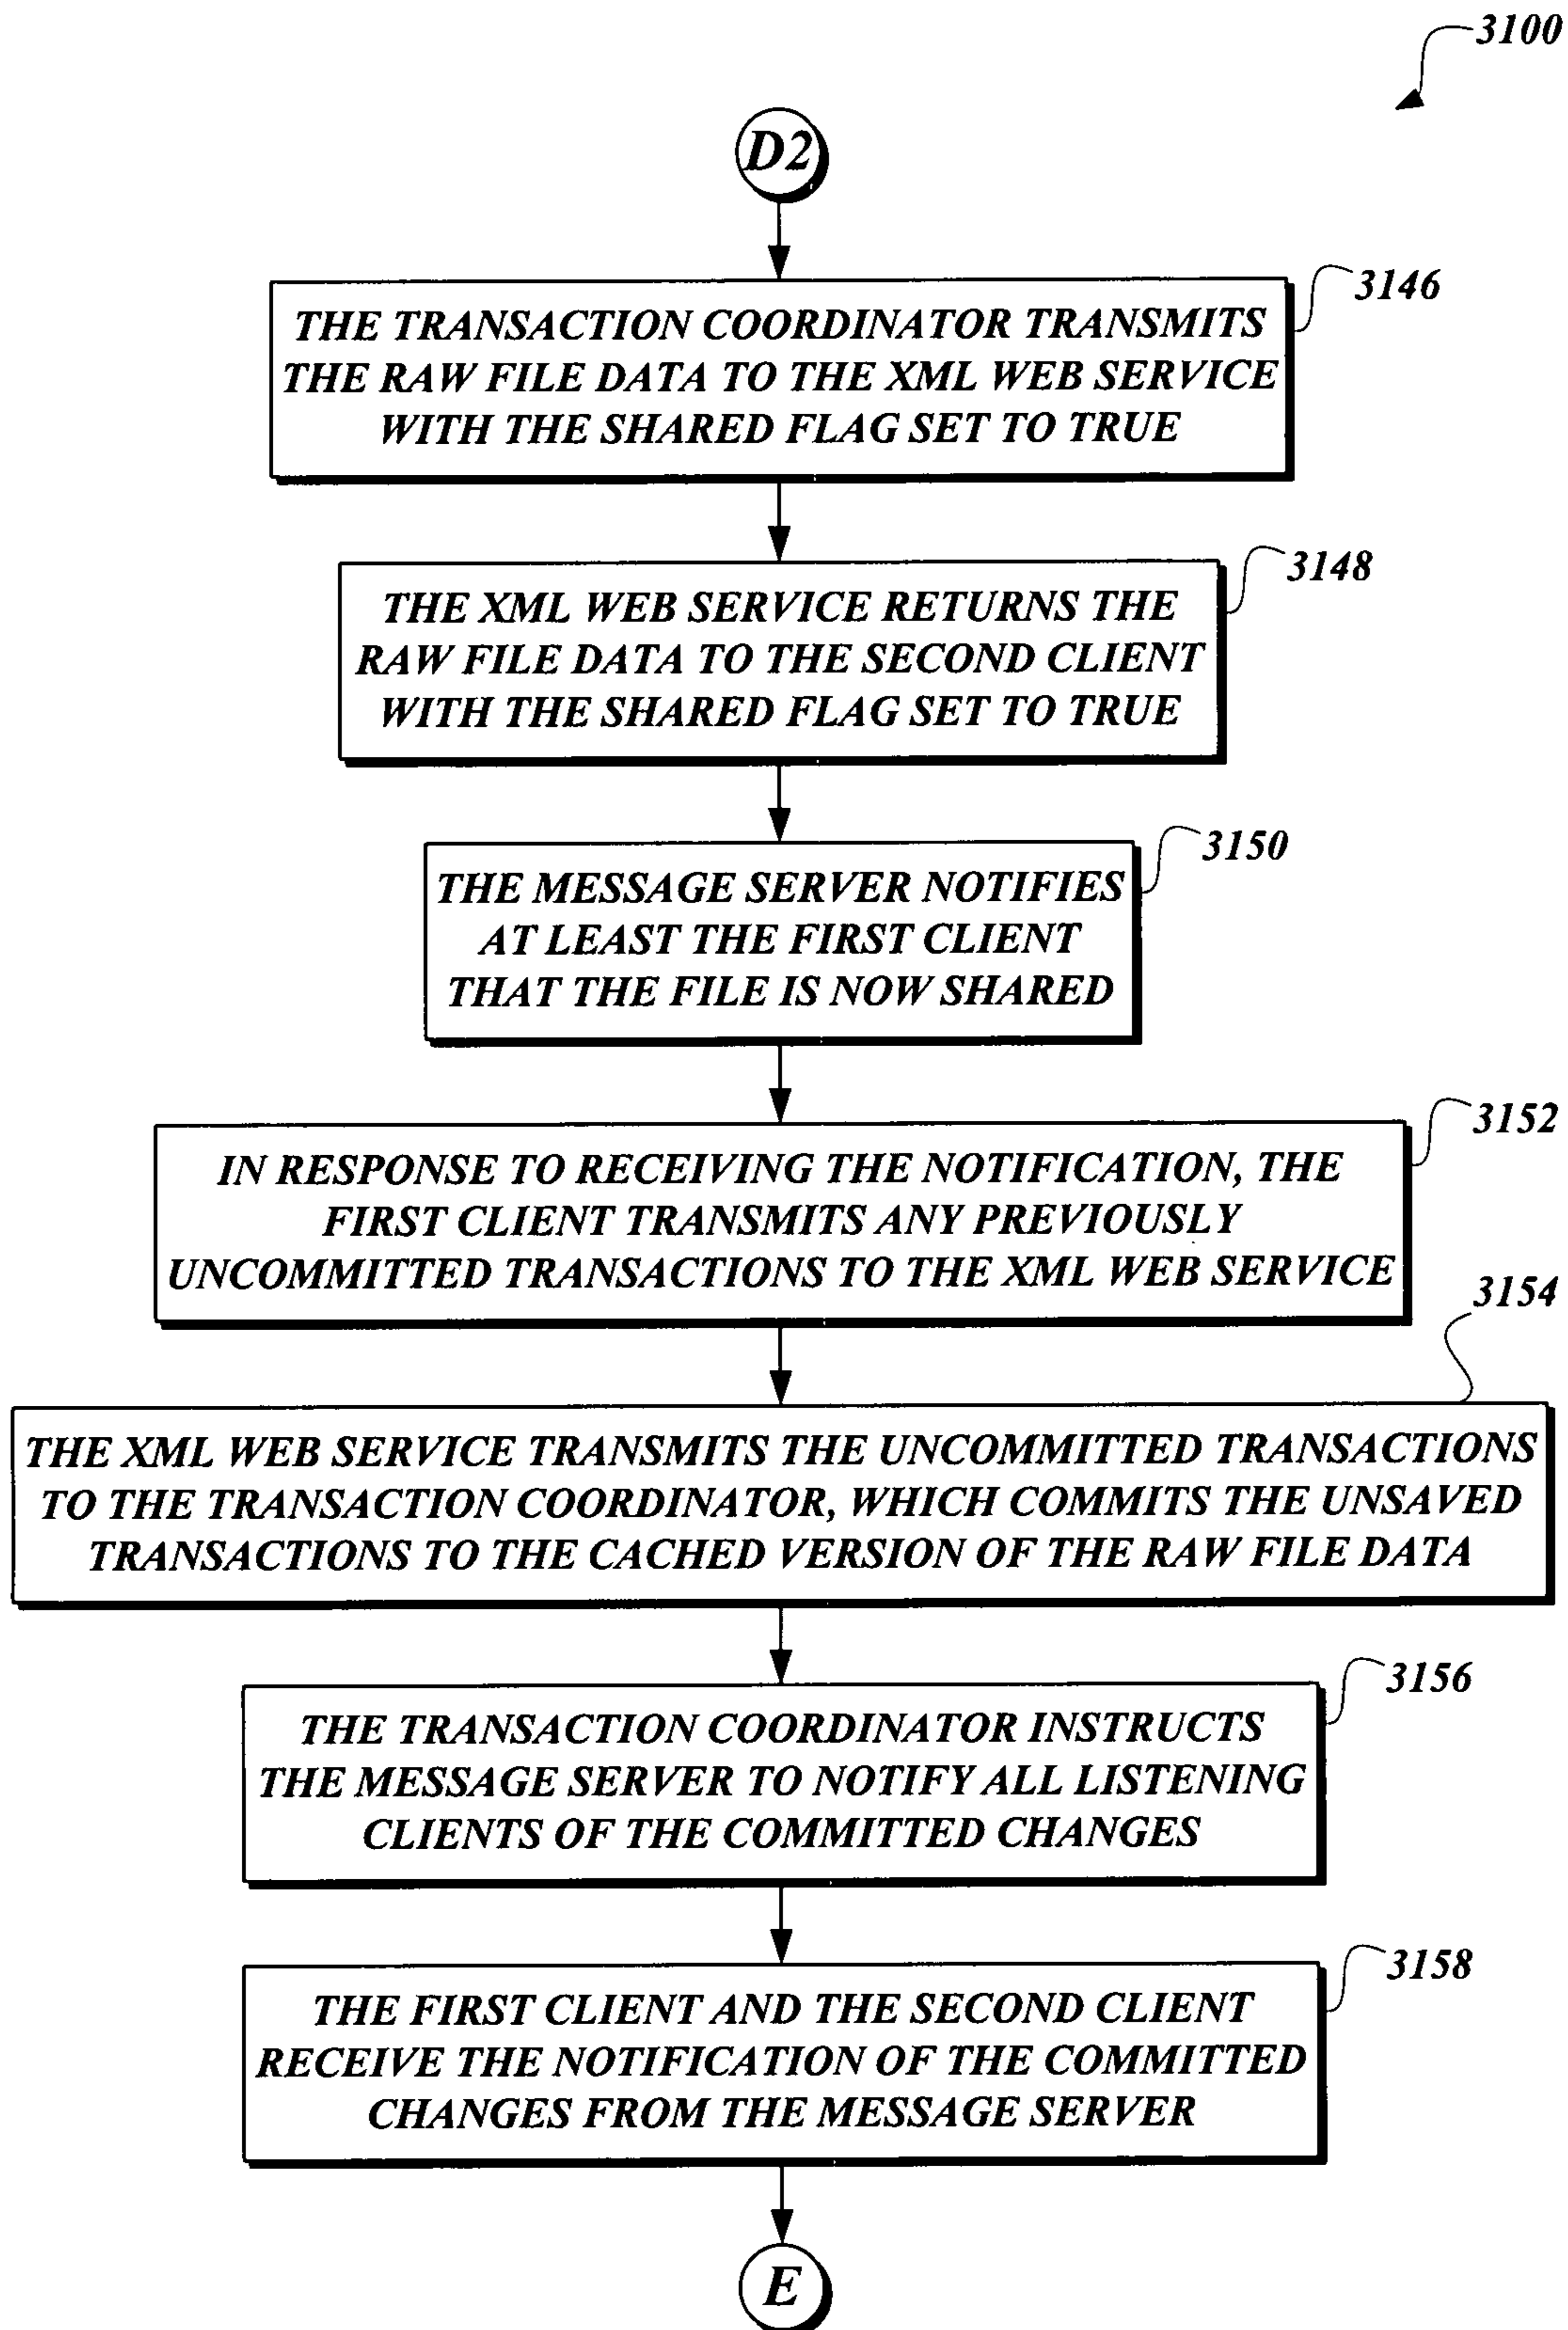 3100
D2
3146
THE TRANSACTION COORDINATOR TRANSMITS
THE RAW FILE DATA TO THE XML WEB SERVICE
WITH THE SHARED FLAG SET TO TRUE
3148
THE XML WEB SERVICE RETURNS THE
RAW FILE DATA TO THE SECOND CLIENT
WITH THE SHARED FLAG SET TO TRUE
3150
THE MESSAGE SERVER NOTIFIES
AT LEAST THE FIRST CLIENT
THAT THE FILE IS NOW SHARED
3152
IN RESPONSE TO RECEIVING THE NOTIFICATION, THE
FIRST CLIENT TRANSMITS ANY PREVIOUSLY
UNCOMMITTED TRANSACTIONS TO THE XML WEB SERVICE
3154
THE XML WEB SERVICE TRANSMITS THE UNCOMMITTED TRANSACTIONS
TO THE TRANSACTION COORDINATOR, WHICH COMMITS THE UNSAVED
TRANSACTIONS TO THE CACHED VERSION OF THE RAW FILE DATA
3156
THE TRANSACTION COORDINATOR INSTRUCTS
THE MESSAGE SERVER TO NOTIFY ALL LISTENING
CLIENTS OF THE COMMITTED CHANGES
3158
THE FIRST CLIENT AND THE SECOND CLIENT
RECEIVE THE NOTIFICATION OF THE COMMITTED
CHANGES FROM THE MESSAGE SERVER
E